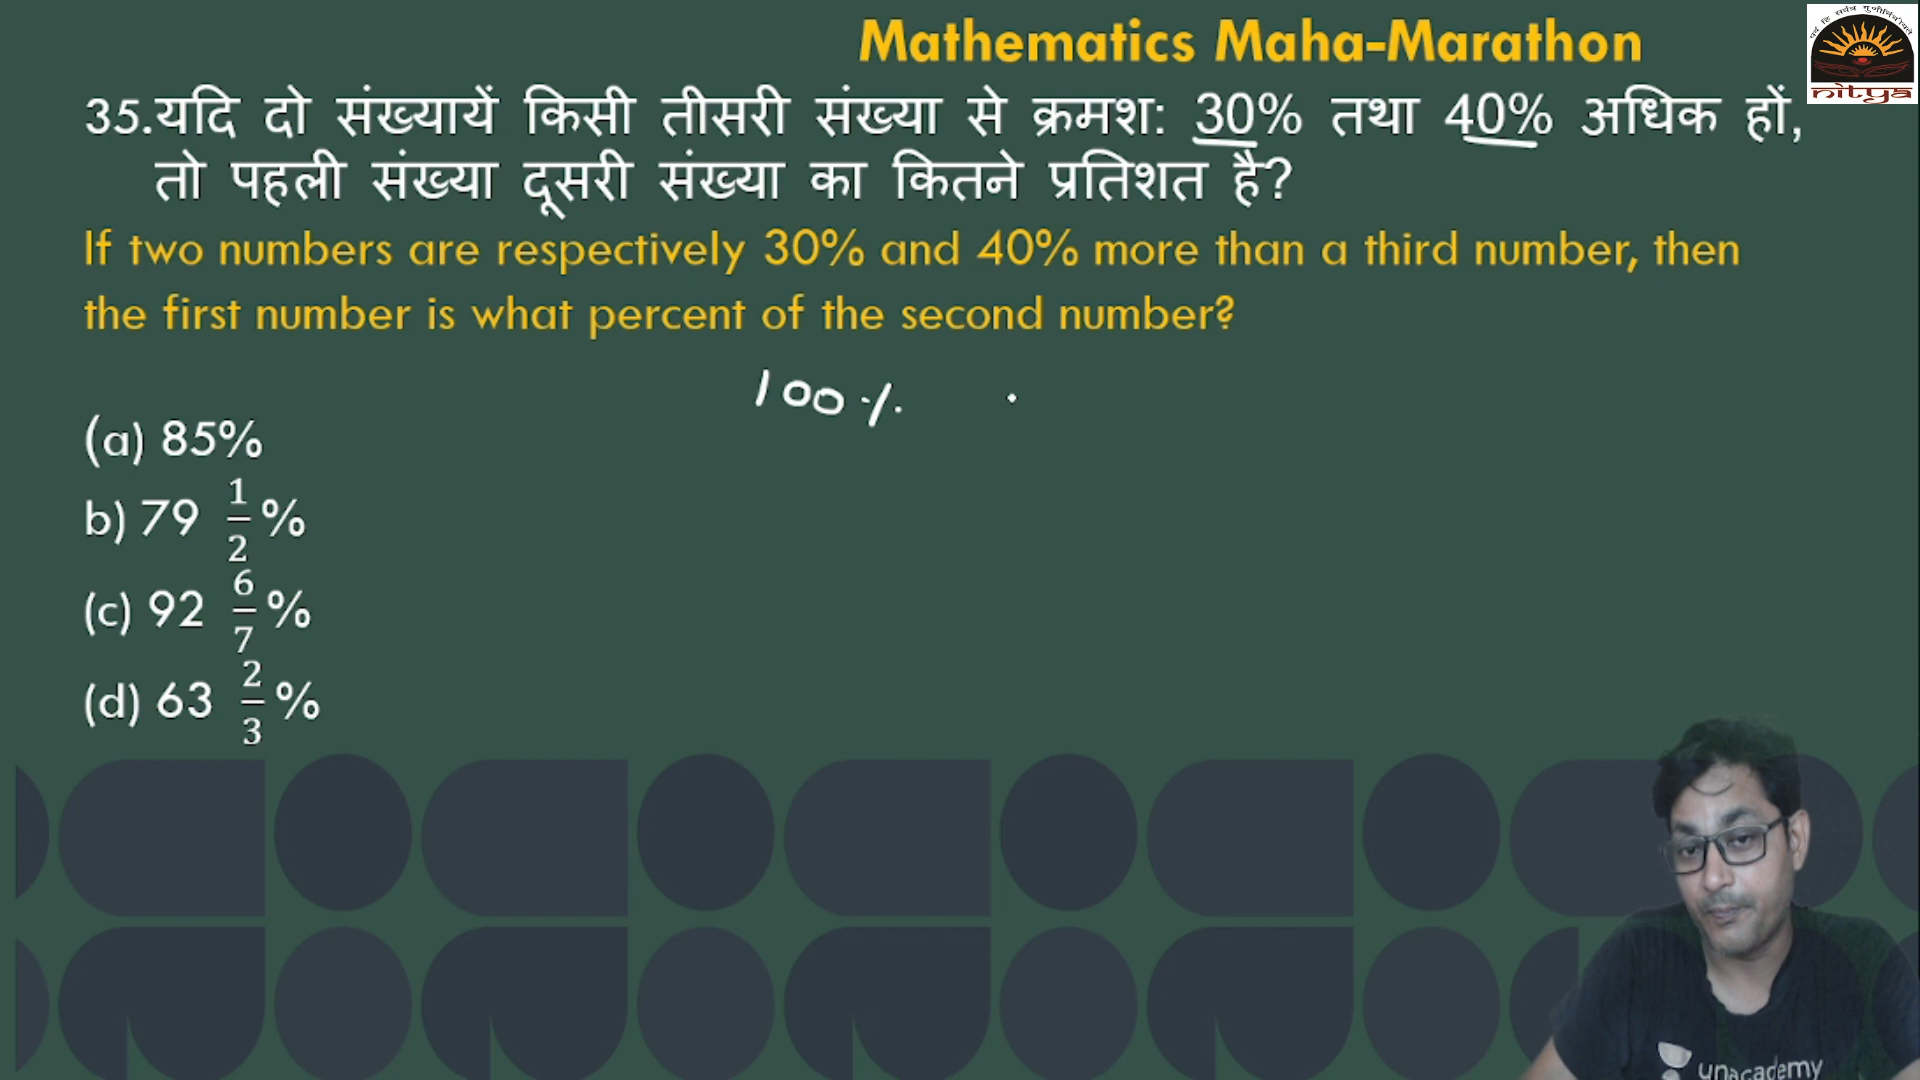 Mathematics Maha-Marathon
nitya
35.यदि दो संख्यायें किसी तीसरी संख्या से क्रमश: 30% तथा 40% अधिक हों,
तो पहली संख्या दूसरी संख्या का कितने प्रतिशत है?
If two numbers are respectively 30% and 40% more than a third number, then
the first number is what percent of the second number?
100%
(a) 85%
b) 79 1/2 %
(c) 92 6/7 %
(d) 63 2/3 %
unacademy